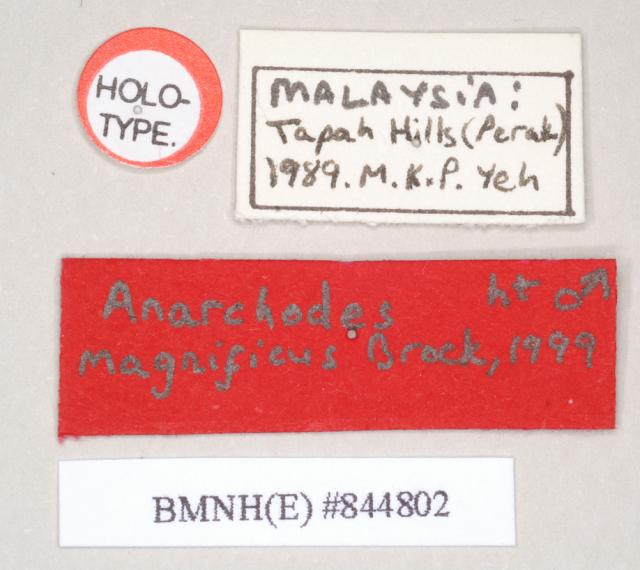 HOLO-
TYPE.
MALAYSIA:
Tapah Hills (Perak)
1989. M.K.P. Yeh
Anarchodes ht ♂
magnificus Brock, 1999
BMNH(E) #844802